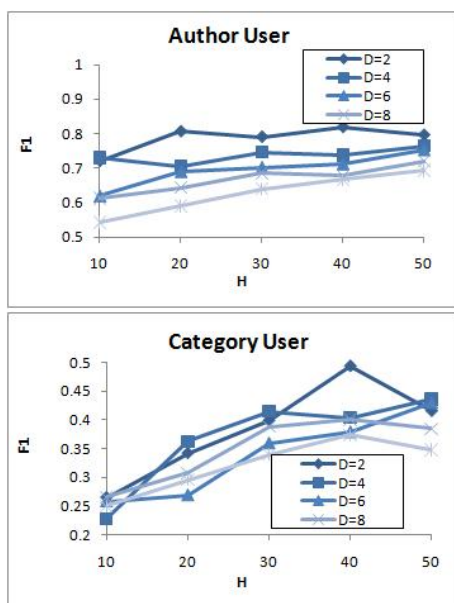 Author User
D=2
D=4
D=6
D=8
1
0.9
0.8
0.7
0.6
0.5
F1
10 20 30 40 50
H
Category User
0.5
0.45
0.4
0.35
0.3
0.25
0.2
F1
D=2
D=4
D=6
D=8
10 20 30 40 50
H